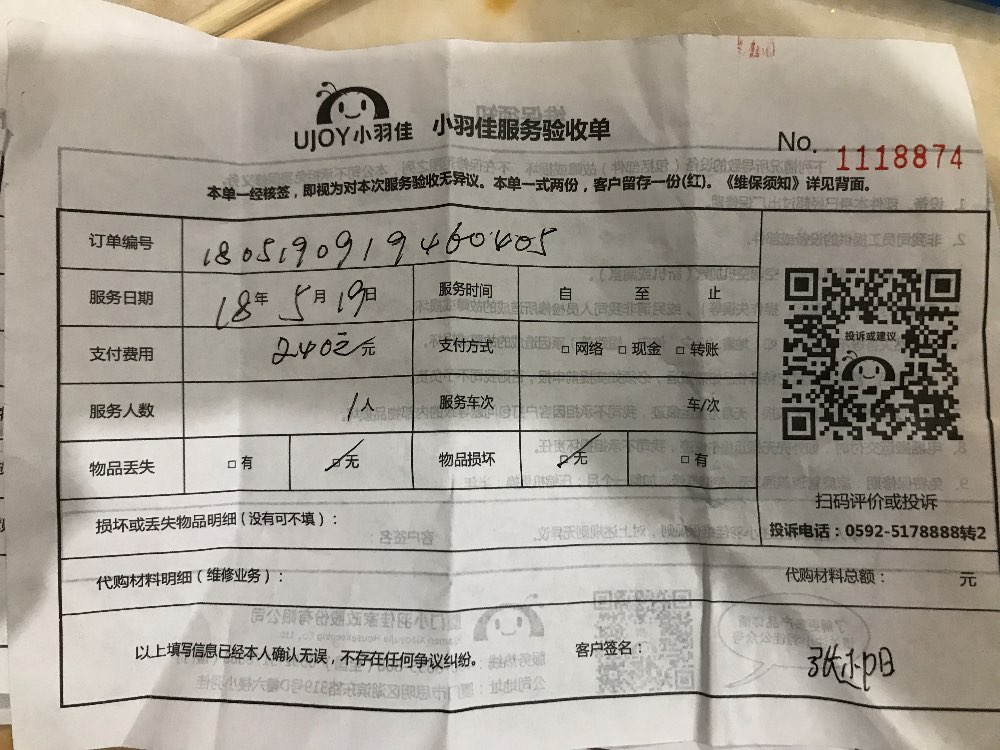 UJOY小羽佳 小羽佳服务验收单
No. 1118874
本单一经核签，即视为对本次服务验收无异议。本单一式两份，客户留存一份(红)。《维保须知》详见背面。
订单编号 180519091946040S
服务日期 18年 5月19日 服务时间 自 至 止
支付费用 元 支付方式 □ 网络 □ 现金 □ 转账
服务人数 1人 服务车次 车/次
物品丢失 □ 有 □ 无 物品损坏 □ 无 □ 有
投诉或建议
扫码评价或投诉
投诉电话：0592-5178888转2
损坏或丢失物品明细（没有可不填）：
代购材料明细（维修业务）： 代购材料总额： 元
以上填写信息已经本人确认无误，不存在任何争议纠纷。 客户签名：